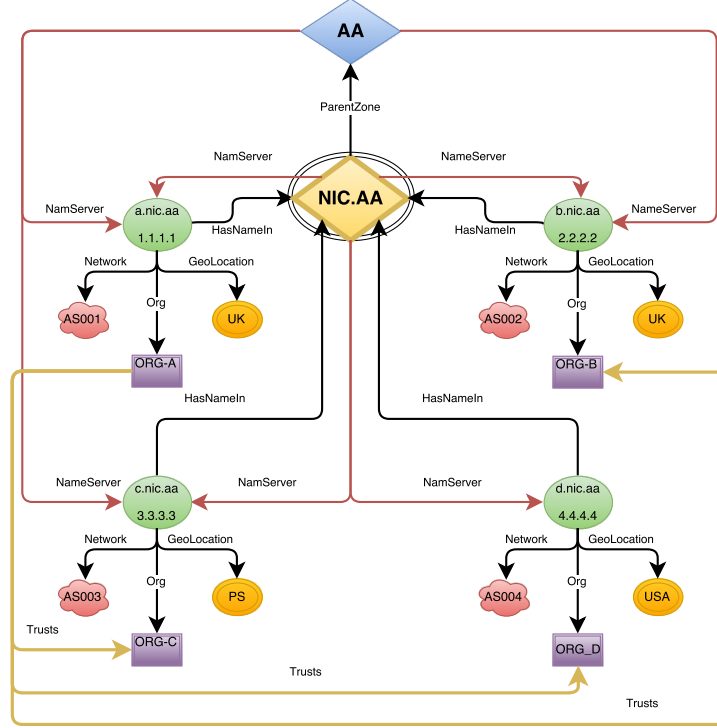 AA
ParentZone
NamServer
NameServer
NIC.AA
NamServer
a.nic.aa
1.1.1.1
HasNameIn
HasNameIn
b.nic.aa
2.2.2.2
NameServer
Network
GeoLocation
Org
AS001
UK
ORG-A
Network
GeoLocation
Org
AS002
UK
ORG-B
HasNameIn
HasNameIn
NameServer
c.nic.aa
3.3.3.3
NamServer
NamServer
d.nic.aa
4.4.4.4
Network
GeoLocation
Org
AS003
PS
ORG-C
Network
GeoLocation
Org
AS004
USA
ORG_D
Trusts
Trusts
Trusts